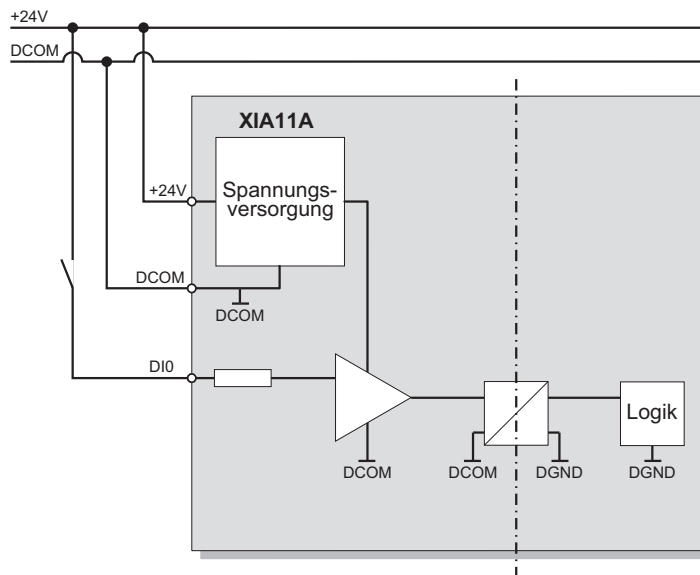 +24V
DCOM
XIA11A
+24V
Spannungs-
versorgung
DCOM
DCOM
DI0
Logik
DCOM
DCOM
DGND
DGND